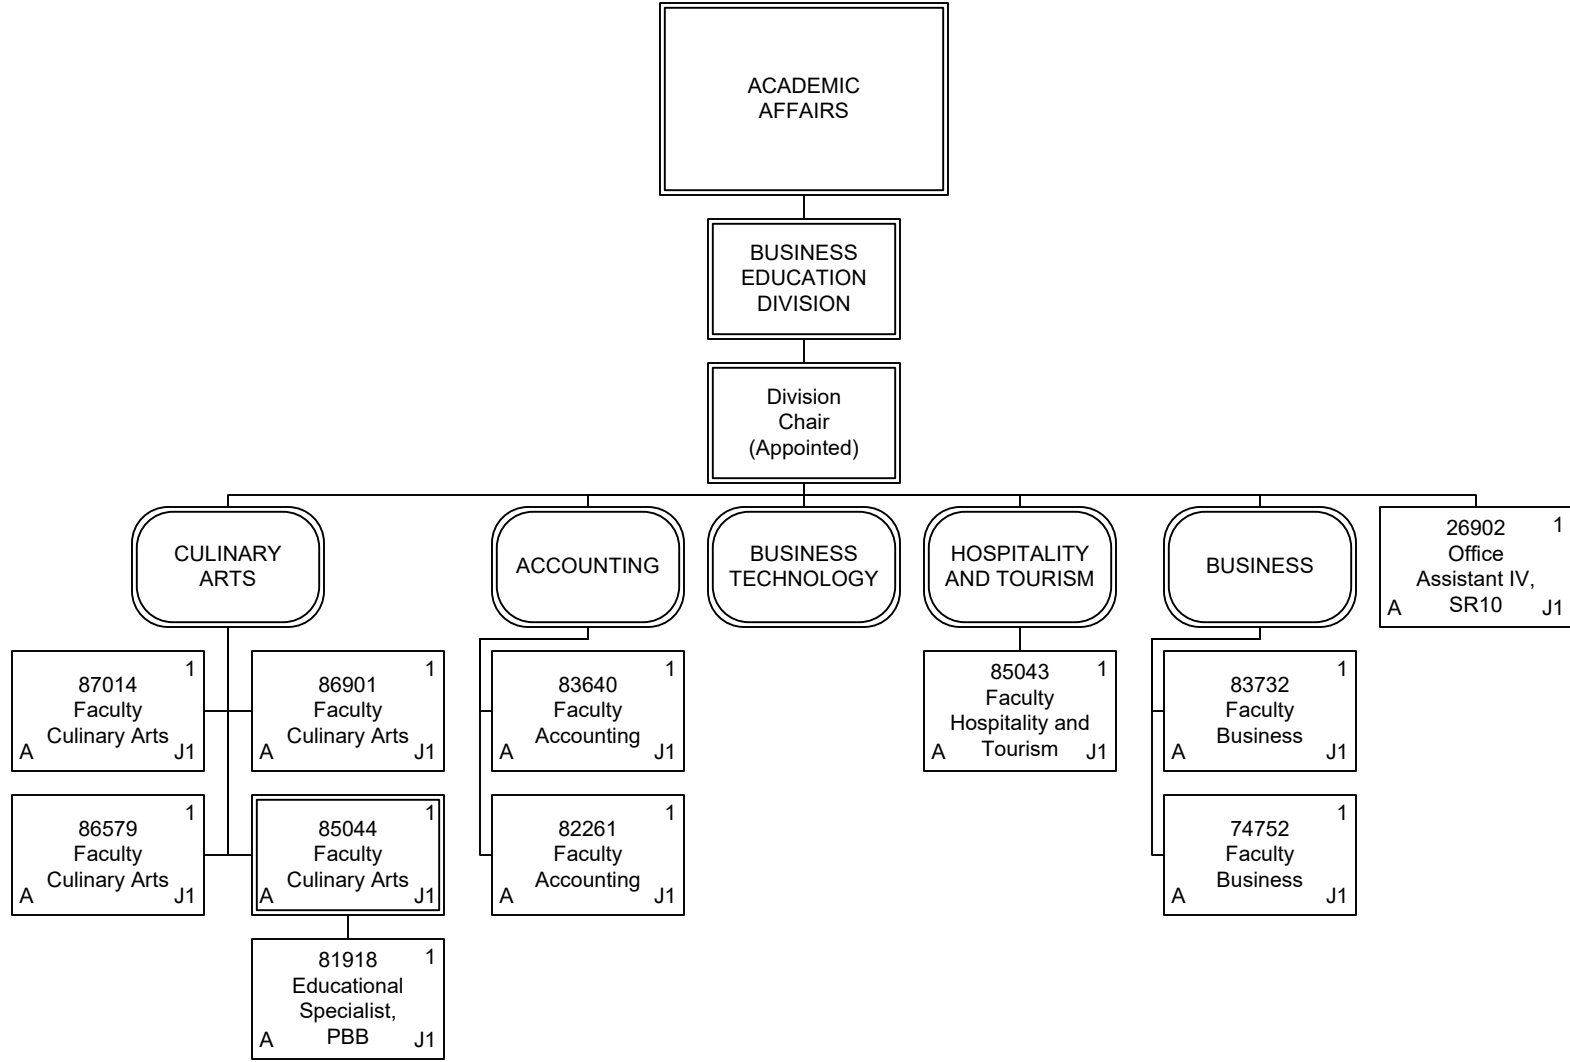 ACADEMIC
AFFAIRS
BUSINESS
EDUCATION
DIVISION
Division
Chair
(Appointed)
CULINARY
ARTS
ACCOUNTING
BUSINESS
TECHNOLOGY
HOSPITALITY
AND TOURISM
BUSINESS
26902 1
Office
Assistant IV,
A SR10 J1
87014 1
Faculty
Culinary Arts
A J1
86901 1
Faculty
Culinary Arts
A J1
83640 1
Faculty
Accounting
A J1
85043 1
Faculty
Hospitality and
A Tourism J1
83732 1
Faculty
Business
A J1
86579 1
Faculty
Culinary Arts
A J1
85044 1
Faculty
Culinary Arts
A J1
82261 1
Faculty
Accounting
A J1
74752 1
Faculty
Business
A J1
81918 1
Educational
Specialist,
A PBB J1